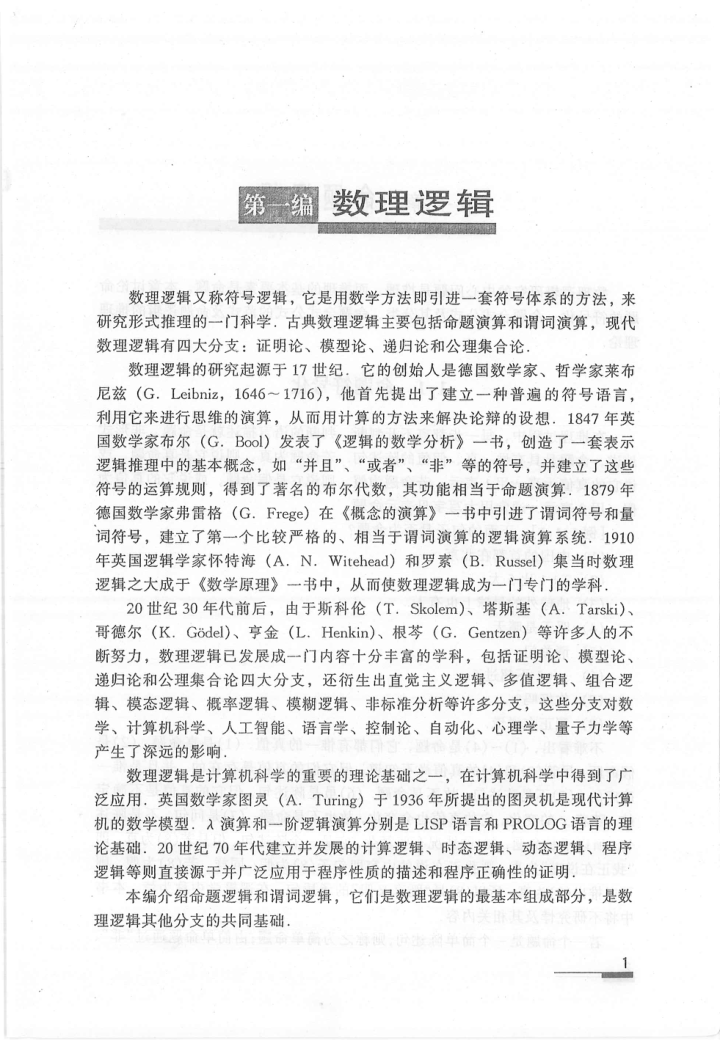 第一编 数理逻辑
数理逻辑又称符号逻辑，它是用数学方法即引进一套符号体系的方法，来
研究形式推理的一门科学．古典数理逻辑主要包括命题演算和谓词演算，现代
数理逻辑有四大分支：证明论、模型论、递归论和公理集合论．
数理逻辑的研究起源于 17 世纪．它的创始人是德国数学家、哲学家莱布
尼兹（G．Leibniz，1646～1716），他首先提出了建立一种普遍的符号语言，
利用它来进行思维的演算，从而用计算的方法来解决论辩的设想．1847 年英
国数学家布尔（G．Bool）发表了《逻辑的数学分析》一书，创造了一套表示
逻辑推理中的基本概念，如“并且”、“或者”、“非”等的符号，并建立了这些
符号的运算规则，得到了著名的布尔代数，其功能相当于命题演算．1879 年
德国数学家弗雷格（G．Frege）在《概念的演算》一书中引进了谓词符号和量
词符号，建立了第一个比较严格的、相当于谓词演算的逻辑演算系统．1910
年英国逻辑学家怀特海（A．N．Witehead）和罗素（B．Russel）集当时数理
逻辑之大成于《数学原理》一书中，从而使数理逻辑成为一门专门的学科．
20 世纪 30 年代前后，由于斯科伦（T．Skolem）、塔斯基（A．Tarski）、
哥德尔（K．Gödel）、亨金（L．Henkin）、根岑（G．Gentzen）等许多人的不
断努力，数理逻辑已发展成一门内容十分丰富的学科，包括证明论、模型论、
递归论和公理集合论四大分支，还衍生出直觉主义逻辑、多值逻辑、组合逻
辑、模态逻辑、概率逻辑、模糊逻辑、非标准分析等许多分支，这些分支对数
学、计算机科学、人工智能、语言学、控制论、自动化、心理学、量子力学等
产生了深远的影响．
数理逻辑是计算机科学的重要的理论基础之一，在计算机科学中得到了广
泛应用．英国数学家图灵（A．Turing）于 1936 年所提出的图灵机是现代计算
机的数学模型．λ 演算和一阶逻辑演算分别是 LISP 语言和 PROLOG 语言的理
论基础．20 世纪 70 年代建立并发展的计算逻辑、时态逻辑、动态逻辑、程序
逻辑等则直接源于并广泛应用于程序性质的描述和程序正确性的证明．
本编介绍命题逻辑和谓词逻辑，它们是数理逻辑的最基本组成部分，是数
理逻辑其他分支的共同基础．
1